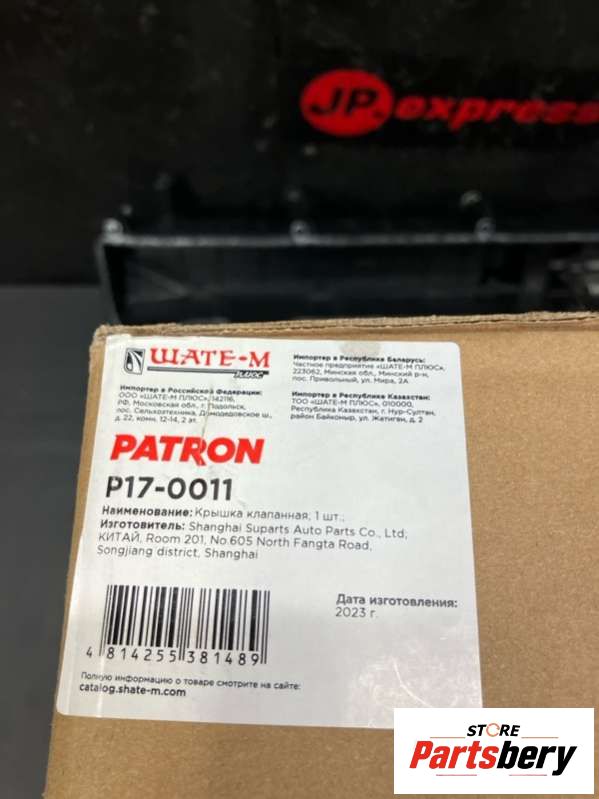 JP.express
ШАТЕ-М
ПЛЮС
Импортер в Российской Федерации:
ООО «ШАТЕ-М ПЛЮС», 142116,
РФ, Московская обл., г. Подольск,
пос. Сельхозтехника, Домодедовское ш.,
д. 22, комн. 12-14, 2 эт.
Импортер в Республике Беларусь:
Частное предприятие «ШАТЕ-М ПЛЮС»,
223062, Минская обл., Минский р-н,
пос. Привольный, ул. Мира, 2А
Импортер в Республике Казахстан:
ТОО «ШАТЕ-М ПЛЮС», 010000,
Республика Казахстан, г. Нур-Султан,
район Байконыр, ул. Жетиген, д. 2
PATRON
P17-0011
Наименование: Крышка клапанная; 1 шт.;
Изготовитель: Shanghai Suparts Auto Parts Co., Ltd;
КИТАЙ, Room 201, No.605 North Fangta Road,
Songjiang district, Shanghai
Дата изготовления:
2023 г.
4 814255 381489
Полную информацию о товаре смотрите на сайте:
catalog.shate-m.com
STORE
Partsbery